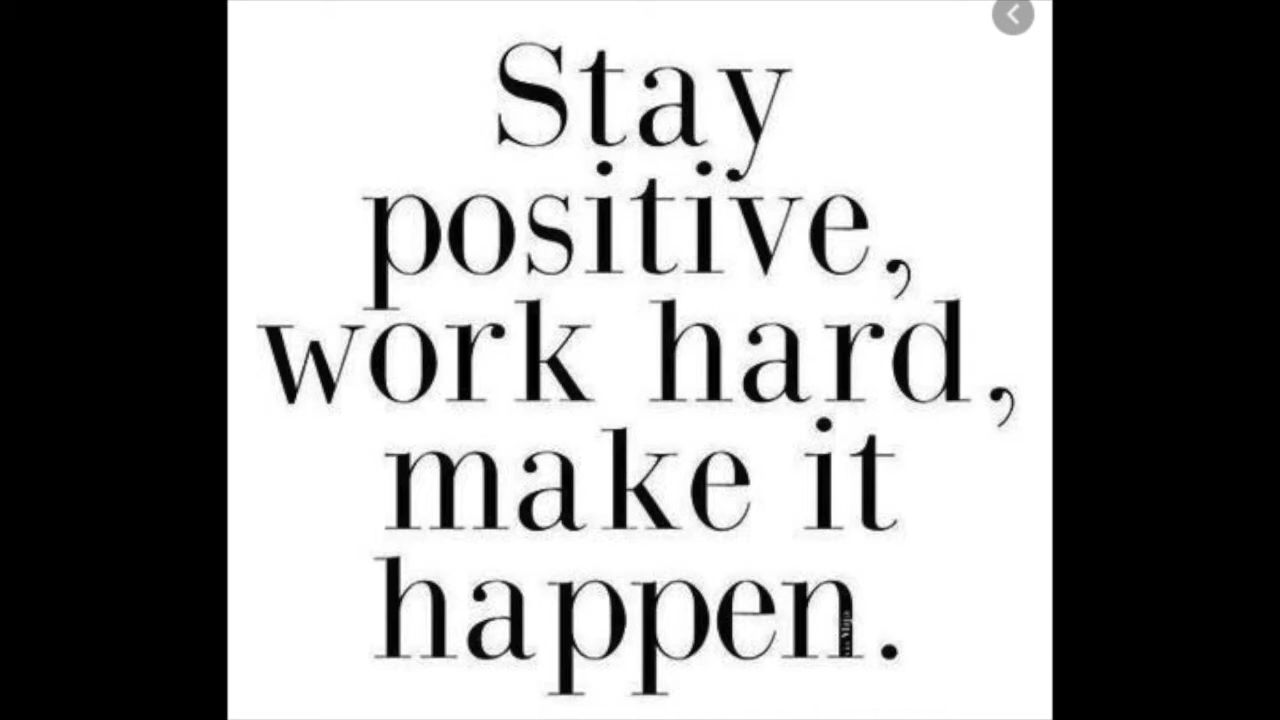 Stay
positive,
work hard,
make it
happen.